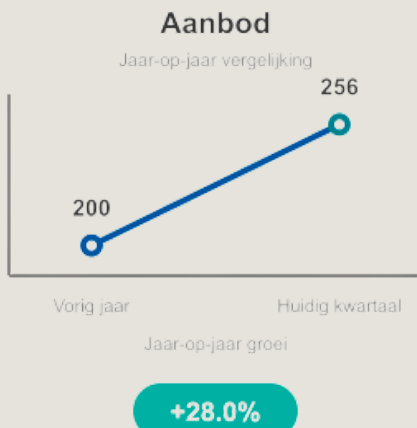 Aanbod
Jaar-op-jaar vergelijking
256
200
Vorig jaar
Huidig kwartaal
Jaar-op-jaar groei
+28.0%